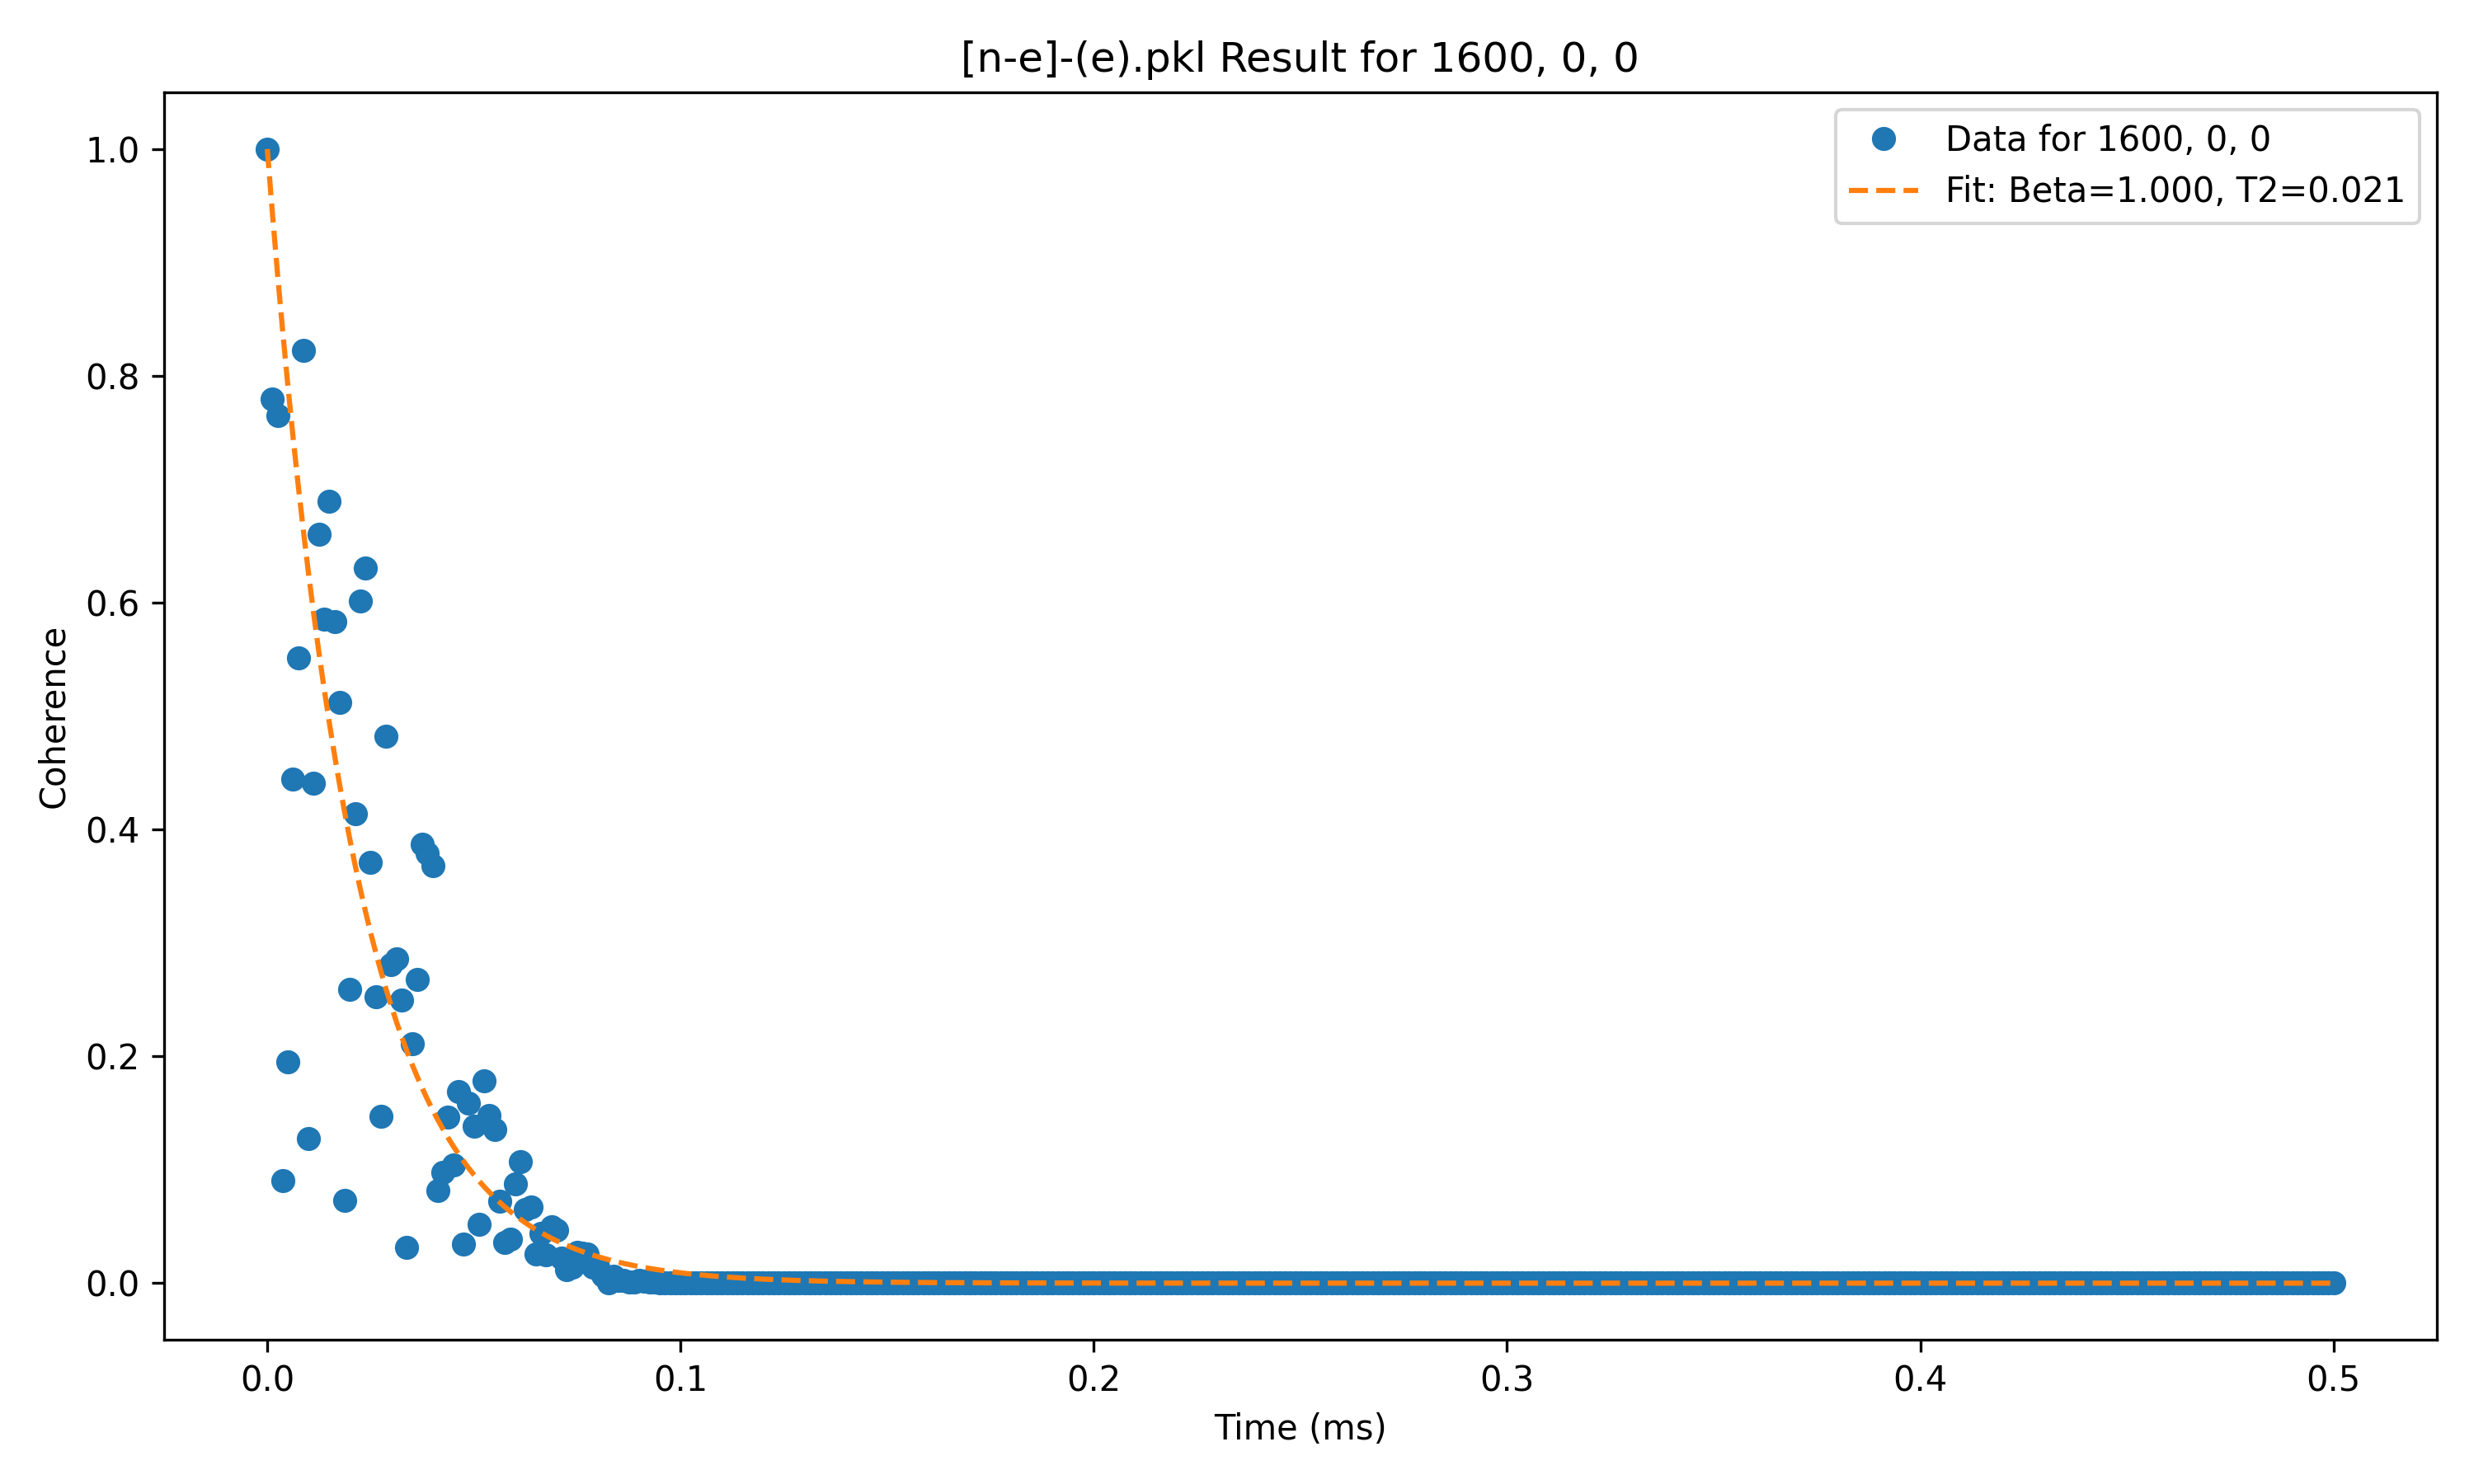 [n-e]-(e).pkl Result for 1600, 0, 0
Data for 1600, 0, 0
Fit: Beta=1.000, T2=0.021
Coherence
1.0
0.8
0.6
0.4
0.2
0.0
0.0 0.1 0.2 0.3 0.4 0.5
Time (ms)